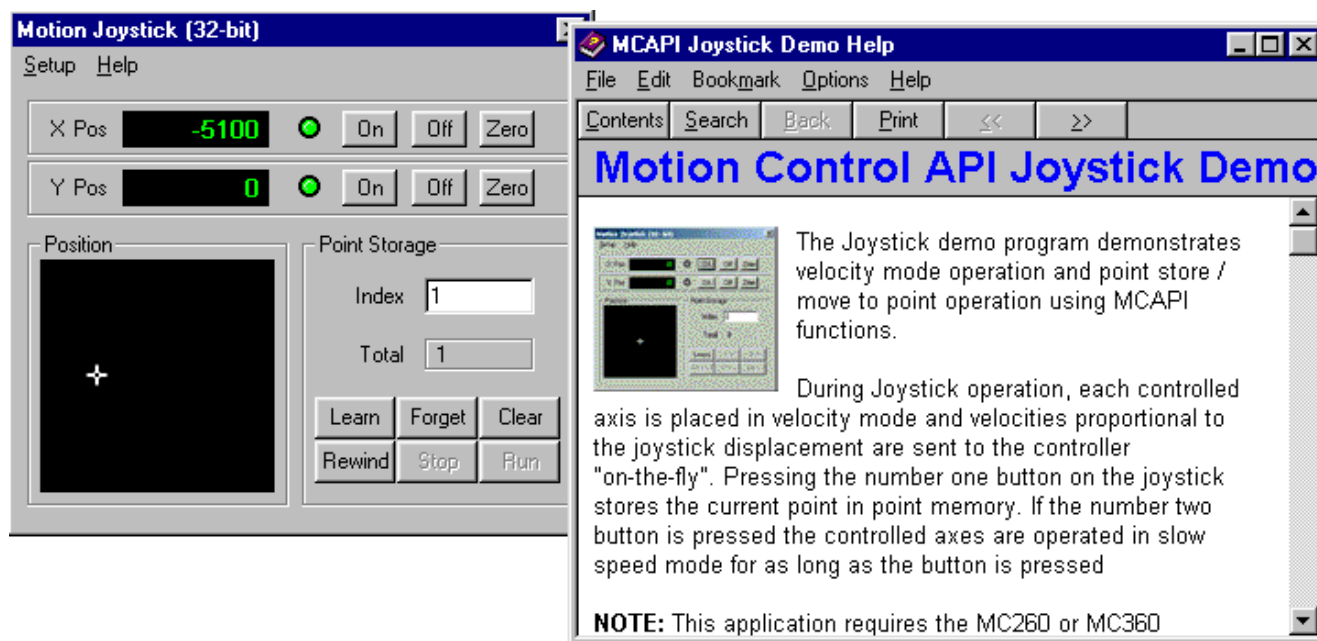 Motion Joystick (32-bit)
Setup Help
X Pos -5100 On Off Zero
Y Pos 0 On Off Zero
Position
Point Storage
Index 1
Total 1
Learn Forget Clear
Rewind Stop Run
MCAPI Joystick Demo Help
File Edit Bookmark Options Help
Contents Search Back Print << >>
Motion Control API Joystick Demo
The Joystick demo program demonstrates
velocity mode operation and point store /
move to point operation using MCAPI
functions.
During Joystick operation, each controlled
axis is placed in velocity mode and velocities proportional to
the joystick displacement are sent to the controller
"on-the-fly". Pressing the number one button on the joystick
stores the current point in point memory. If the number two
button is pressed the controlled axes are operated in slow
speed mode for as long as the button is pressed
NOTE: This application requires the MC260 or MC360